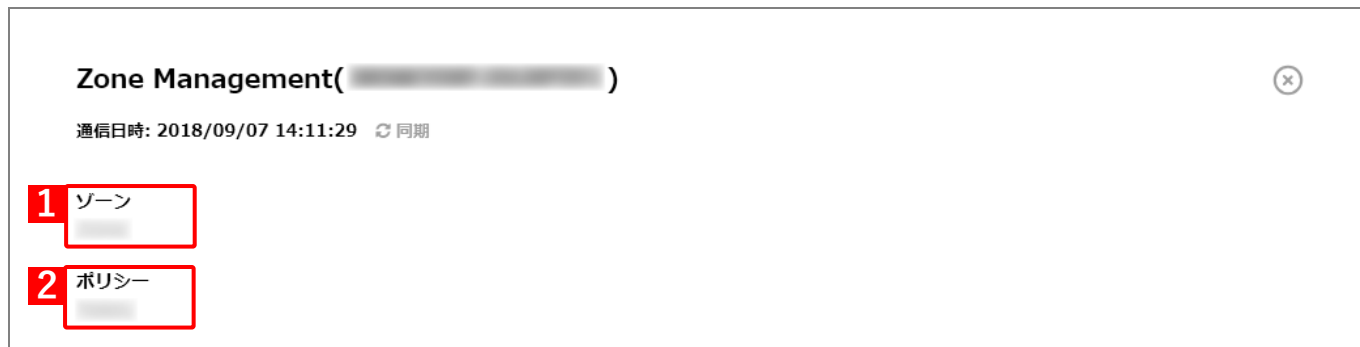 Zone Management( )
通信日時: 2018/09/07 14:11:29 同期
1 ゾーン
2 ポリシー